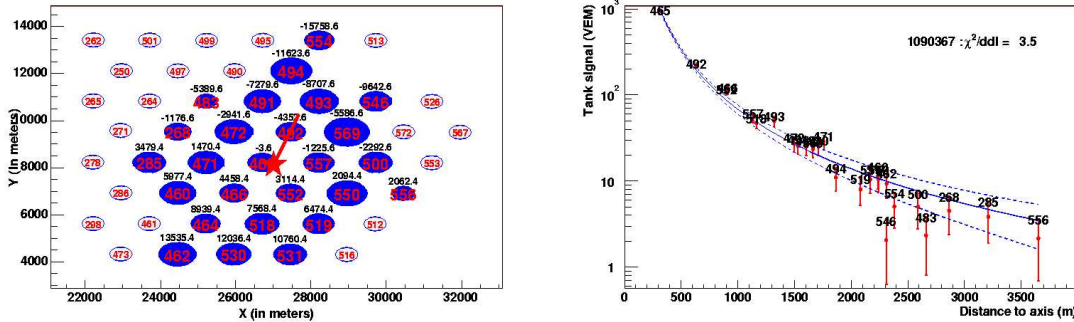 14000
12000
10000
8000
6000
4000
Y (In meters)
-15758.6
262 501 499 495 554 513
-11623.6
250 497 490 494
-5389.6 -7279.6 -8707.6 -9642.6
265 264 483 491 493 546 526
-1176.6 -2941.6 -4352.6 -5586.6
271 268 472 492 569 572 567
3479.4 1470.4 -3.6 -1225.6 -2292.6
278 285 471 557 500 553
5977.4 4458.4 3114.4 2094.4 2062.4
286 460 466 552 550 556
8939.4 7568.4 6474.4
298 461 464 518 519 512
13535.4 12036.4 10760.4
473 462 530 531 516
22000 24000 26000 28000 30000 32000
X (in meters)
Tank signal (VEM)
10³
10²
10
1
1090367 : χ²/ddl = 3.5
465
492
557
493
471
494
519
554
500
268
285
556
546
483
0 500 1000 1500 2000 2500 3000 3500
Distance to axis (m)